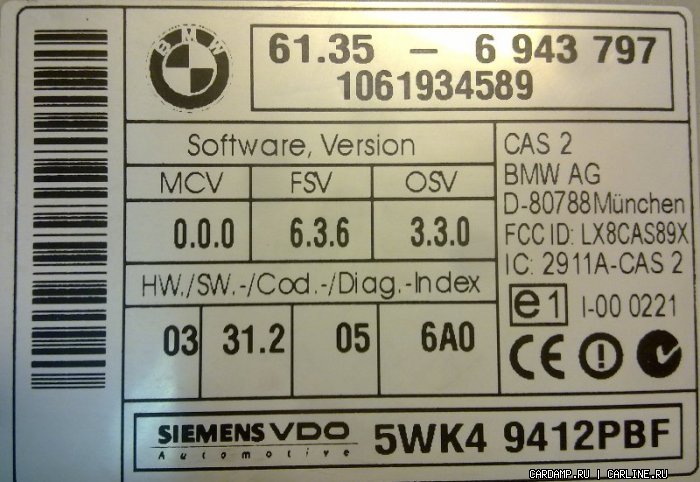 BMW
61.35 – 6 943 797
1061934589
Software, Version
MCV FSV OSV
0.0.0 6.3.6 3.3.0
HW./SW.-/Cod.-/Diag.-Index
03 31.2 05 6A0
CAS 2
BMW AG
D-80788 München
FCC ID: LX8CAS89X
IC: 2911A-CAS 2
e1 I-00 0221
CE
SIEMENS VDO
Automotive
5WK4 9412PBF
CARDAMP.RU | CARLINE.RU